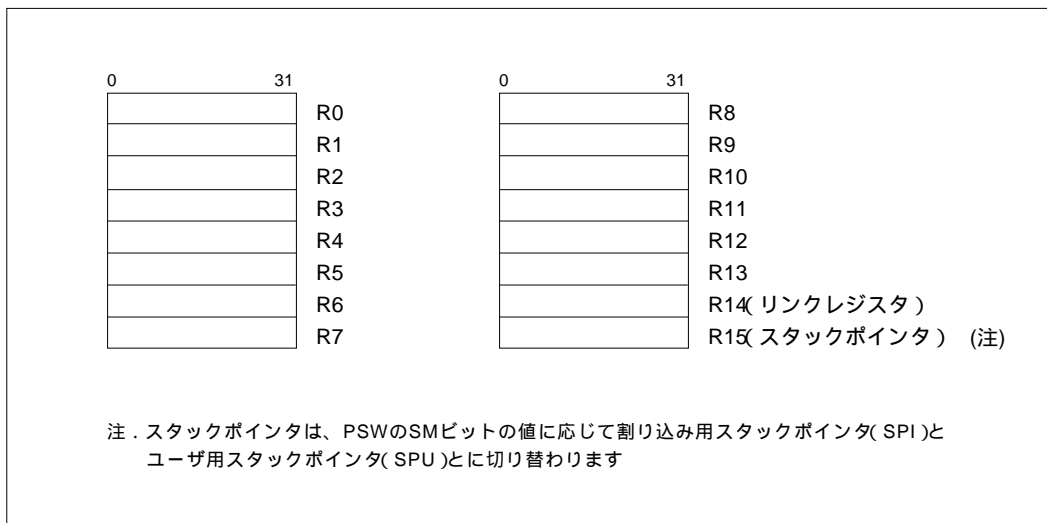 0 31
R0
R1
R2
R3
R4
R5
R6
R7
0 31
R8
R9
R10
R11
R12
R13
R14(リンクレジスタ)
R15(スタックポインタ) (注)
注．スタックポインタは、PSWのSMビットの値に応じて割り込み用スタックポインタ(SPI)と
ユーザ用スタックポインタ(SPU)とに切り替わります